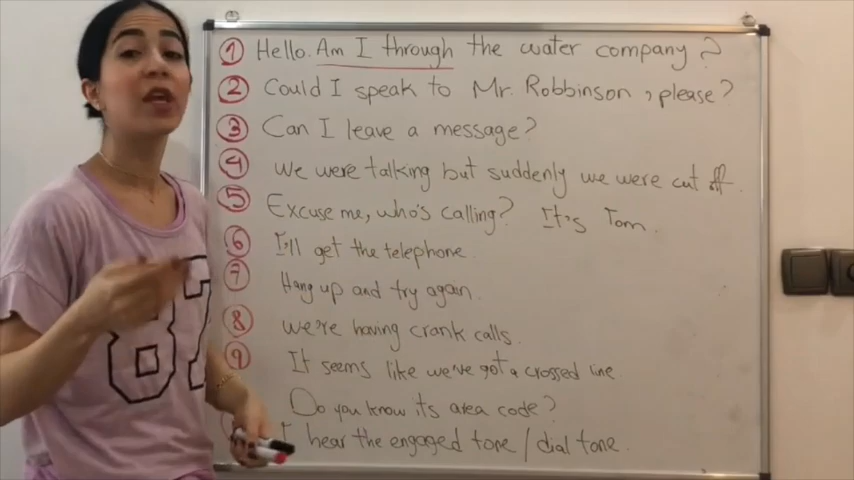 1 Hello. Am I through the water company?
2 Could I speak to Mr. Robbinson, please?
3 Can I leave a message?
4 we were talking but suddenly we were cut off.
5 Excuse me, who's calling? It's Tom.
6 I'll get the telephone.
7 Hang up and try again.
8 we're having crank calls.
9 It seems like we've got a crossed line
Do you know its area code?
I hear the engaged tone / dial tone.